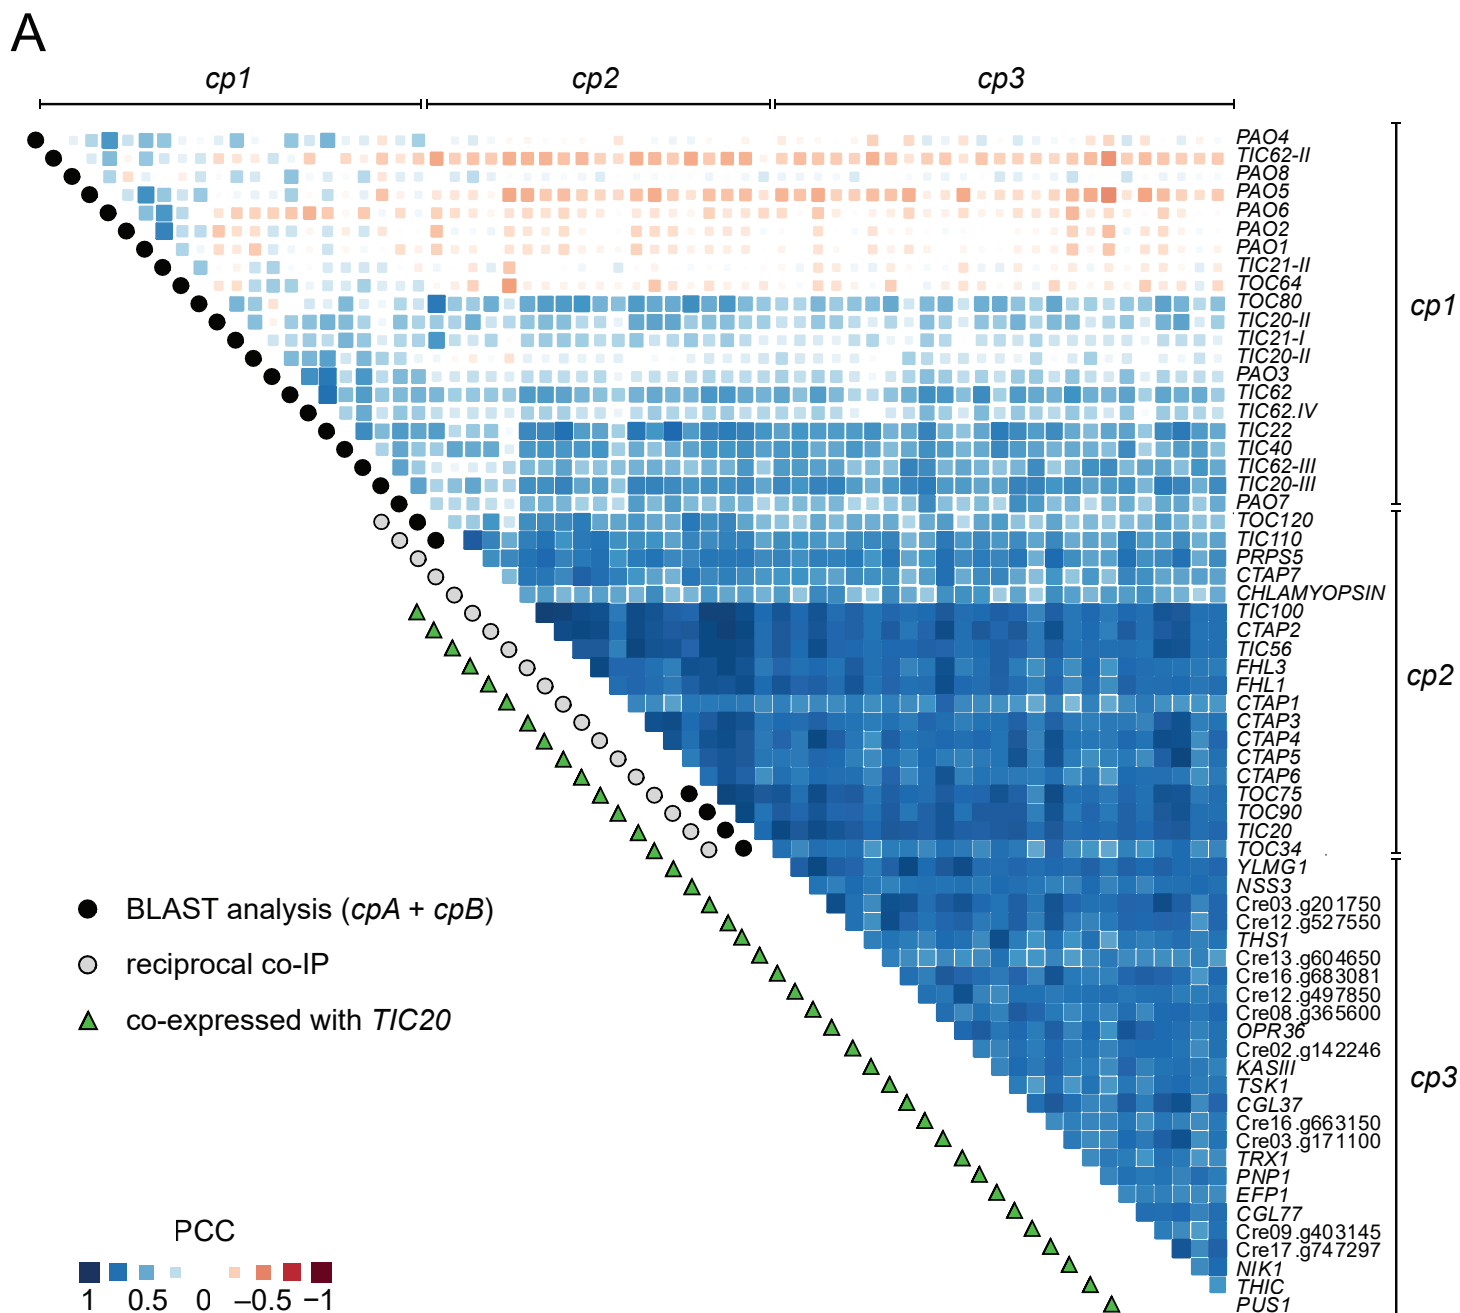 A
cp1 cp2 cp3
PAO4
TIC62-II
PAO8
PAO5
PAO6
PAO2
PAO1
TIC21-II
TOC64
TOC80
TIC20-II
TIC21-I
TIC20-II
PAO3
TIC62
TIC62.IV
TIC22
TIC40
TIC62-III
TIC20-III
PAO7
TOC120
TIC110
PRPS5
CTAP7
CHLAMYOPSIN
TIC100
CTAP2
TIC56
FHL3
FHL1
CTAP1
CTAP3
CTAP4
CTAP5
CTAP6
TOC75
TOC90
TIC20
TOC34
YLMG1
NSS3
Cre03.g201750
Cre12.g527550
THS1
Cre13.g604650
Cre16.g683081
Cre12.g497850
Cre08.g365600
OPR36
Cre02.g142246
KASIII
TSK1
CGL37
Cre16.g663150
Cre03.g171100
TRX1
PNP1
EFP1
CGL77
Cre09.g403145
Cre17.g747297
NIK1
THIC
PUS1
cp1
cp2
cp3
BLAST analysis (cpA + cpB)
reciprocal co-IP
co-expressed with TIC20
PCC
1 0.5 0 –0.5 –1